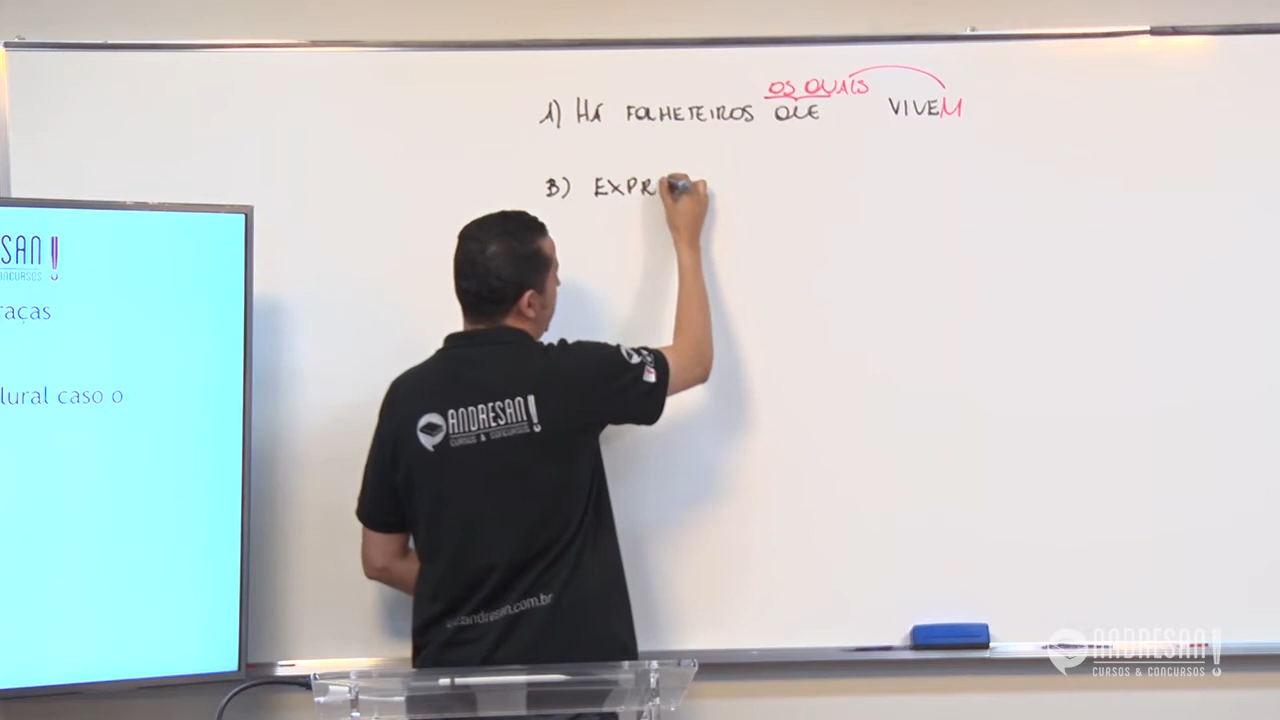 OS QUAIS
1) HÁ FOLHETEIROS QUE VIVEM
B) EXPR
SAN!
CONCURSOS
raças
lural caso o
ANDRESAN!
CURSOS & CONCURSOS
andresan.com.br
ANDRESAN!
CURSOS & CONCURSOS